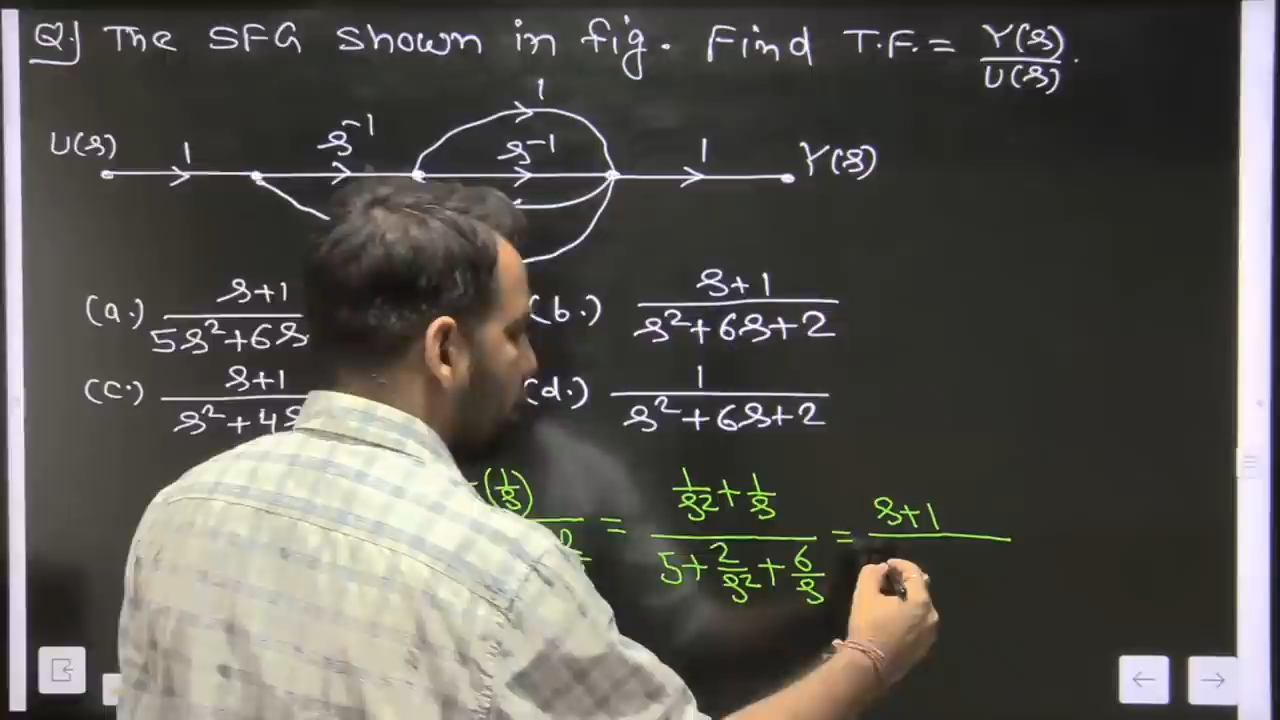 Q.) The SFG shown in fig. Find T.F. = Y(s)/U(s).
1
U(s) 1 s⁻¹ s⁻¹ 1 Y(s)
(a.) s+1/5s²+6s (b.) s+1/s²+6s+2
(c.) s+1/s²+4s (d.) 1/s²+6s+2
(1/s) = 1/s²+1/s / 5+2/s²+6/s = s+1